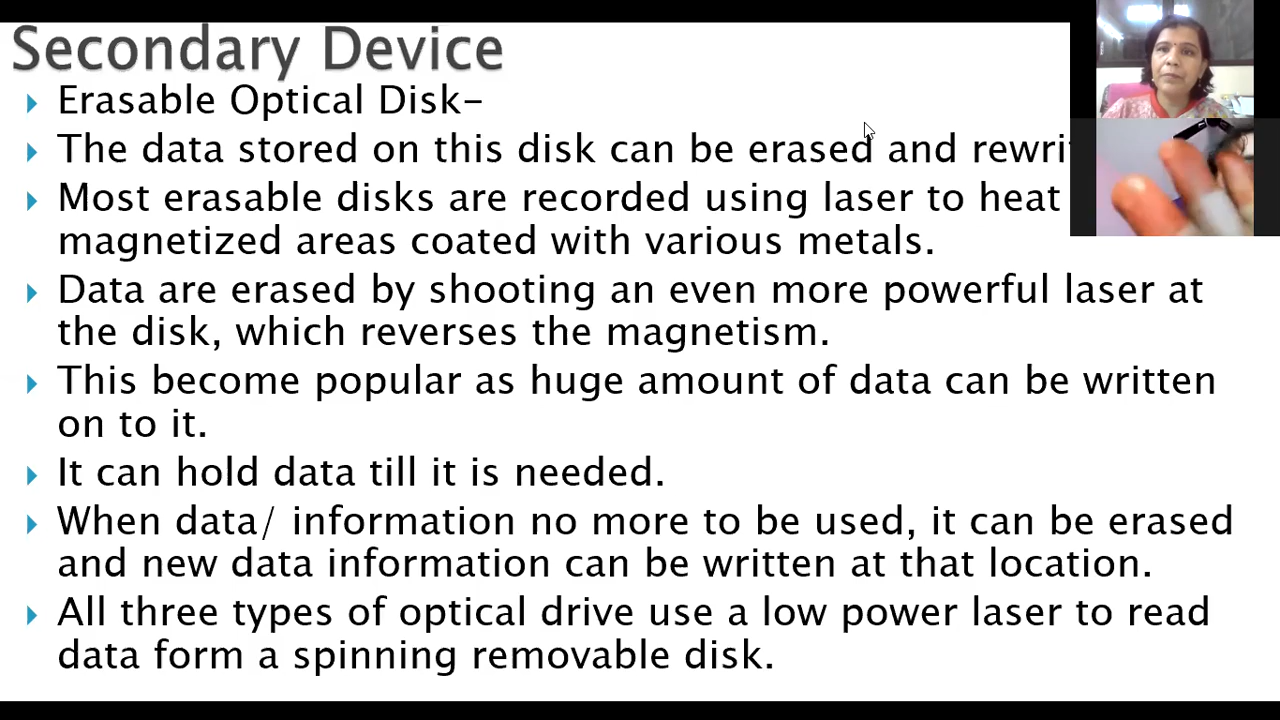 Secondary Device
Erasable Optical Disk-
The data stored on this disk can be erased and
Most erasable disks are recorded using laser to heat
magnetized areas coated with various metals.
Data are erased by shooting an even more powerful laser at
the disk, which reverses the magnetism.
This become popular as huge amount of data can be written
on to it.
It can hold data till it is needed.
When data/ information no more to be used, it can be erased
and new data information can be written at that location.
All three types of optical drive use a low power laser to read
data form a spinning removable disk.